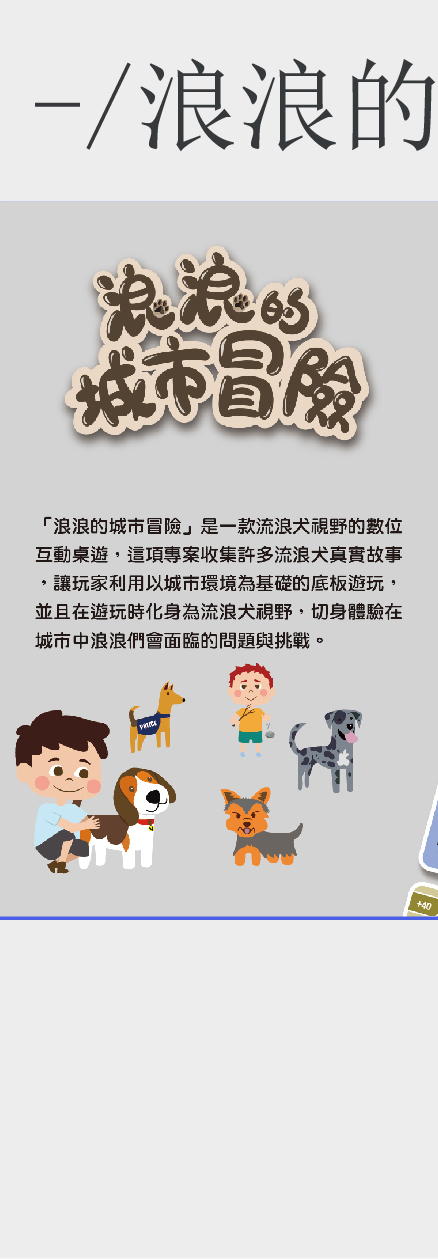 -/浪浪的
浪浪的
城市冒險
「浪浪的城市冒險」是一款流浪犬視野的數位
互動桌遊，這項專案收集許多流浪犬真實故事
，讓玩家利用以城市環境為基礎的底板遊玩，
並且在遊玩時化身為流浪犬視野，切身體驗在
城市中浪浪們會面臨的問題與挑戰。
POLICE
+40